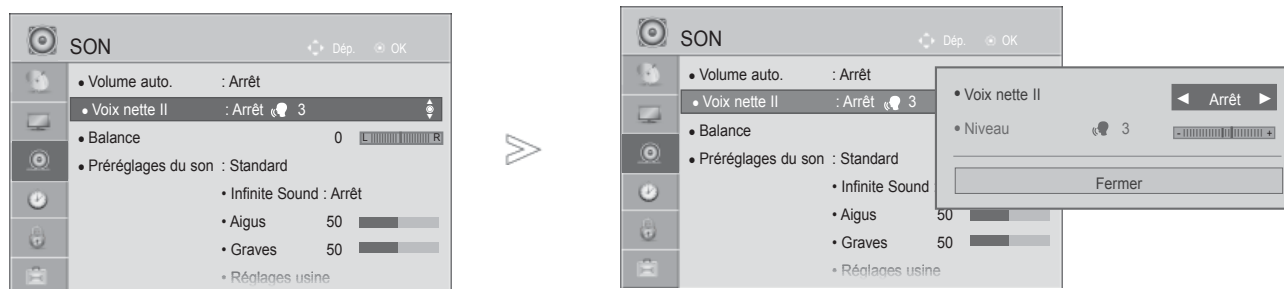 SON Dép. OK
• Volume auto. : Arrêt
• Voix nette II : Arrêt 3
• Balance 0 L R
• Préréglages du son : Standard
• Infinite Sound : Arrêt
• Aigus 50
• Graves 50
• Réglages usine
SON Dép. OK
• Volume auto. : Arrêt
• Voix nette II : Arrêt 3
• Balance
• Préréglages du son : Standard
• Infinite Sound :
• Aigus 50
• Graves 50
• Réglages usine
• Voix nette II ◄ Arrêt ►
• Niveau 3 - +
Fermer